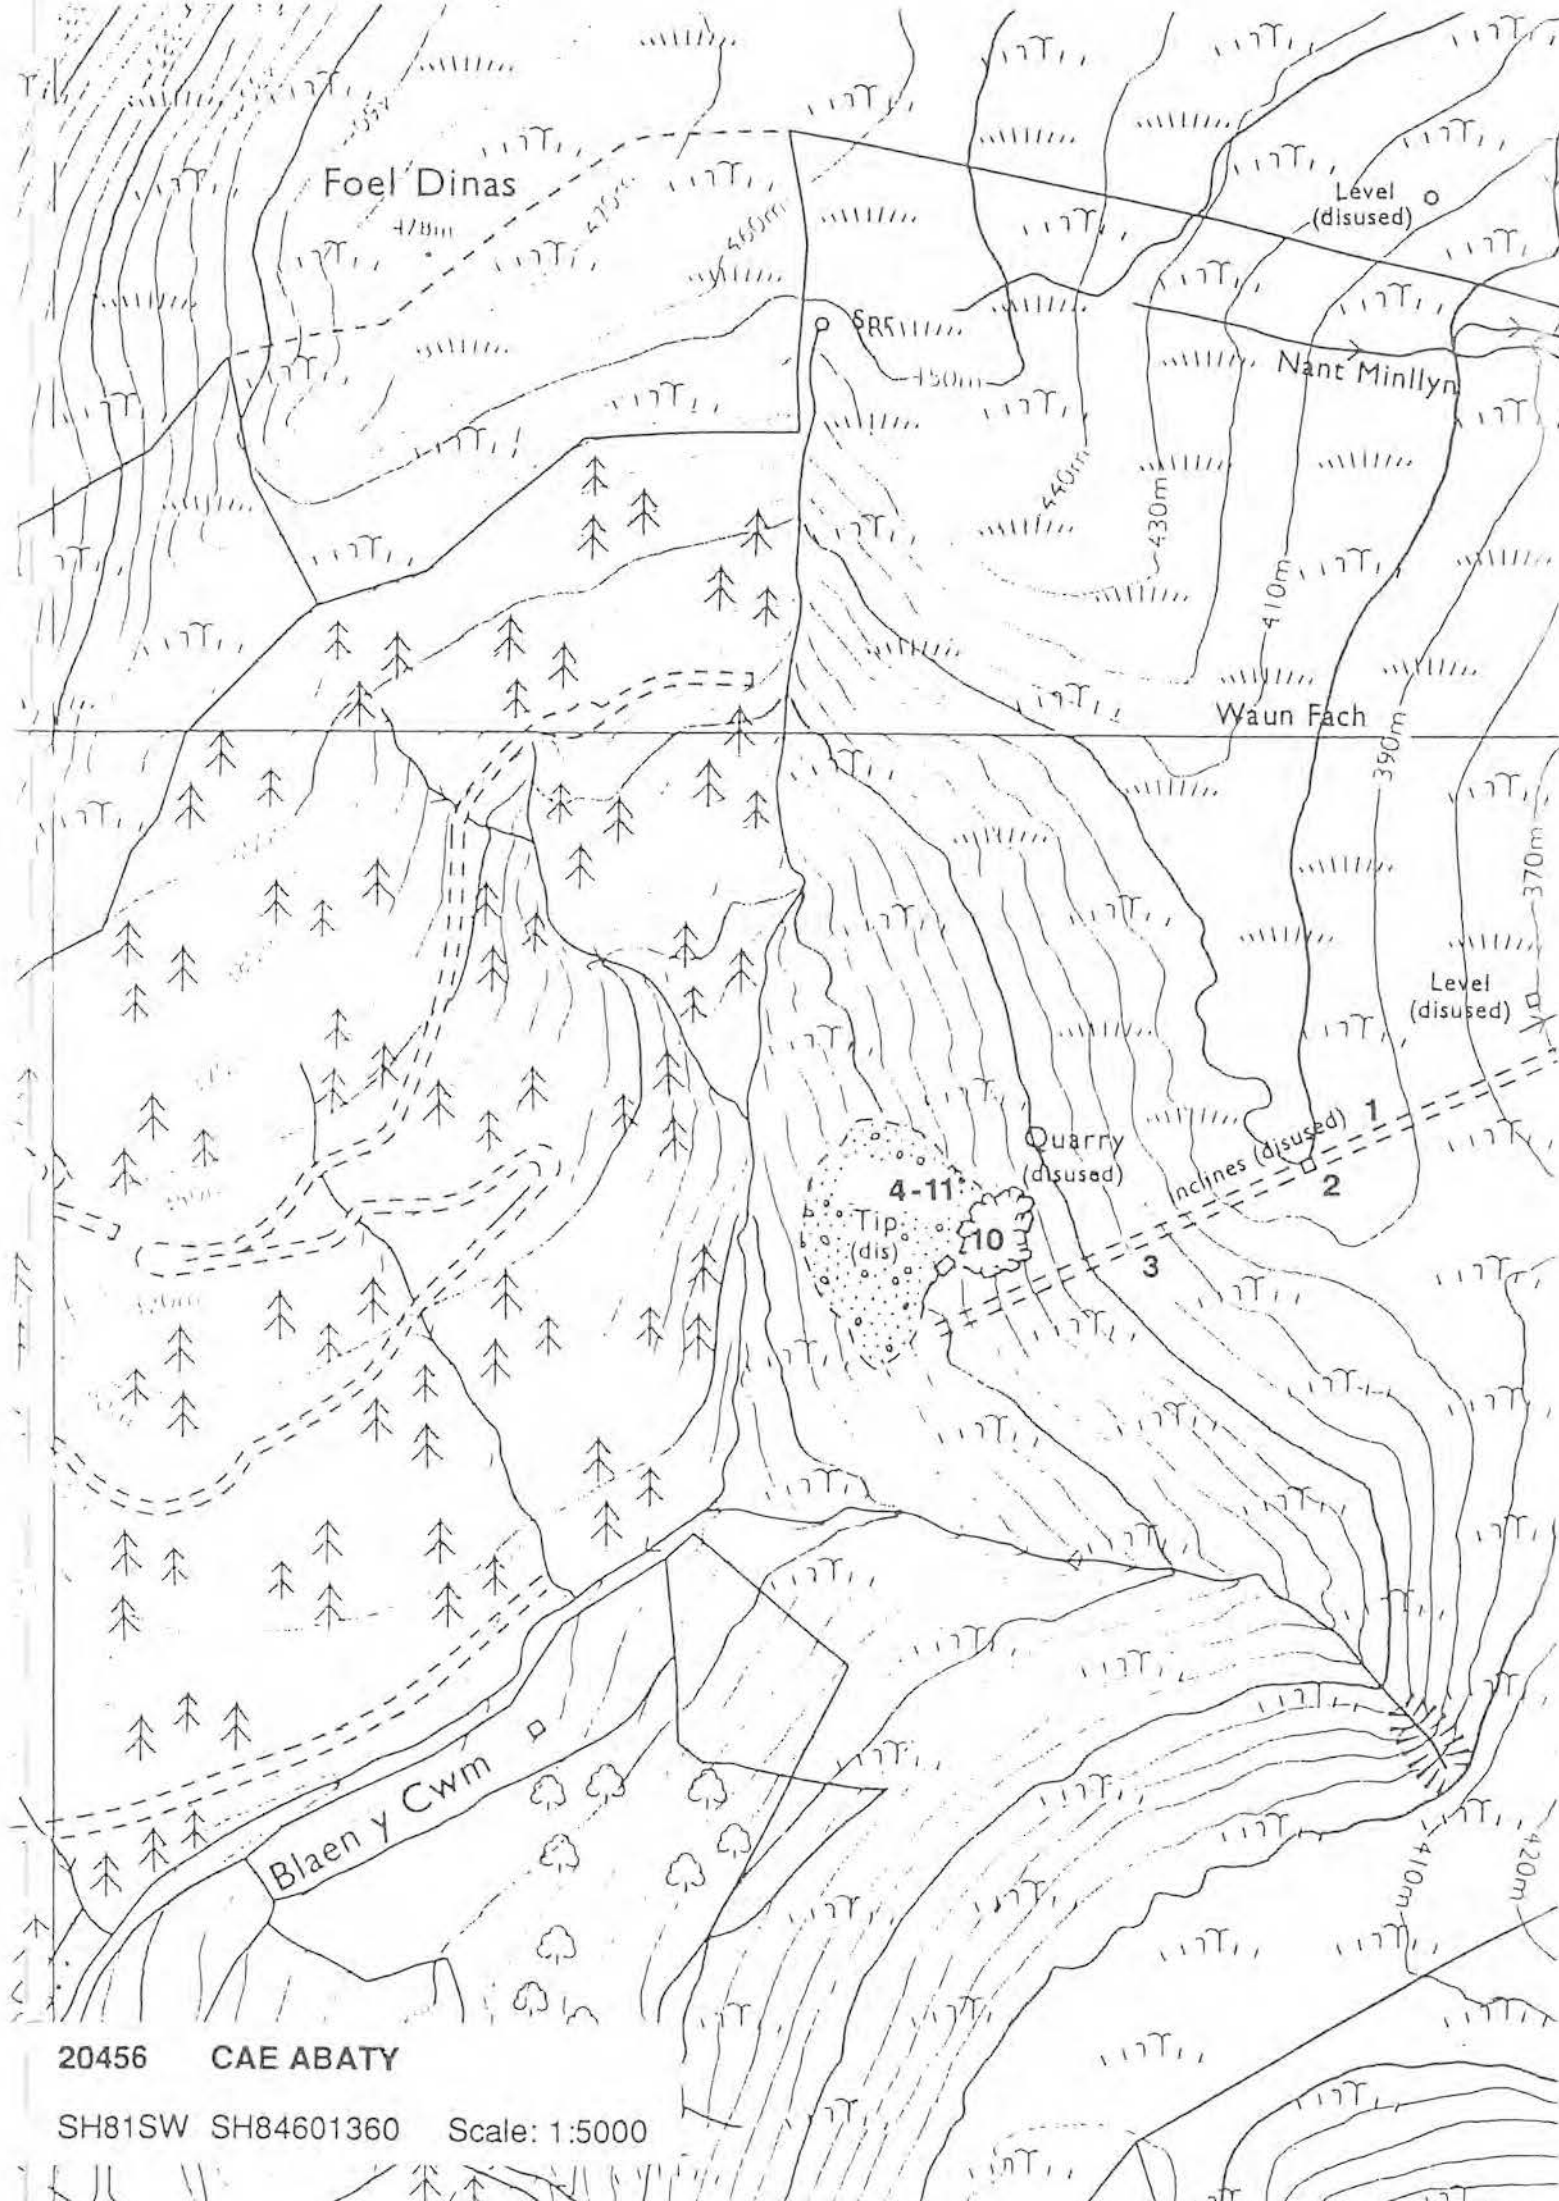 Foel Dinas
478m
470m
460m
Level
(disused)
Spr
450m
Nant Minllyn
440m
430m
410m
Waun Fach
390m
370m
Level
(disused)
Quarry
(disused)
Inclines (disused)
1
2
3
4-11
Tip
(dis)
10
Blaen y Cwm
410m
420m
20456 CAE ABATY
SH81SW SH84601360 Scale: 1:5000